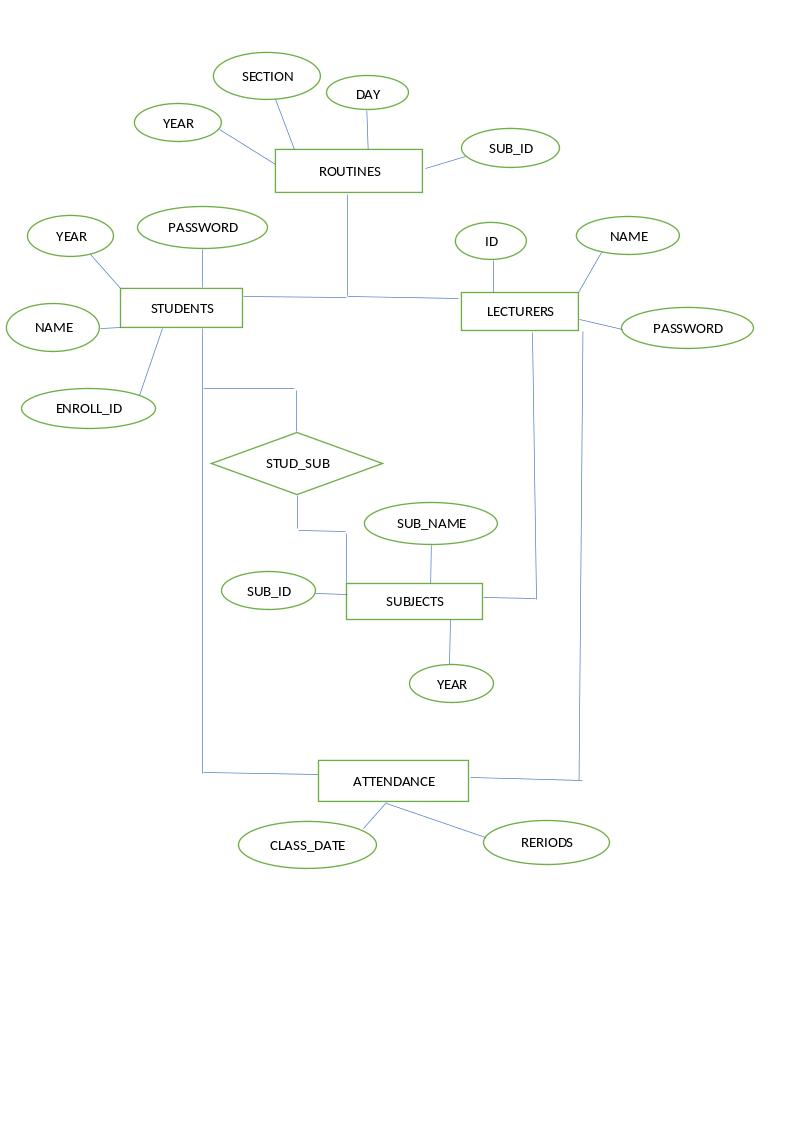 SECTION
DAY
YEAR
SUB_ID
ROUTINES
YEAR
PASSWORD
ID
NAME
STUDENTS
LECTURERS
NAME
PASSWORD
ENROLL_ID
STUD_SUB
SUB_NAME
SUB_ID
SUBJECTS
YEAR
ATTENDANCE
CLASS_DATE
RERIODS